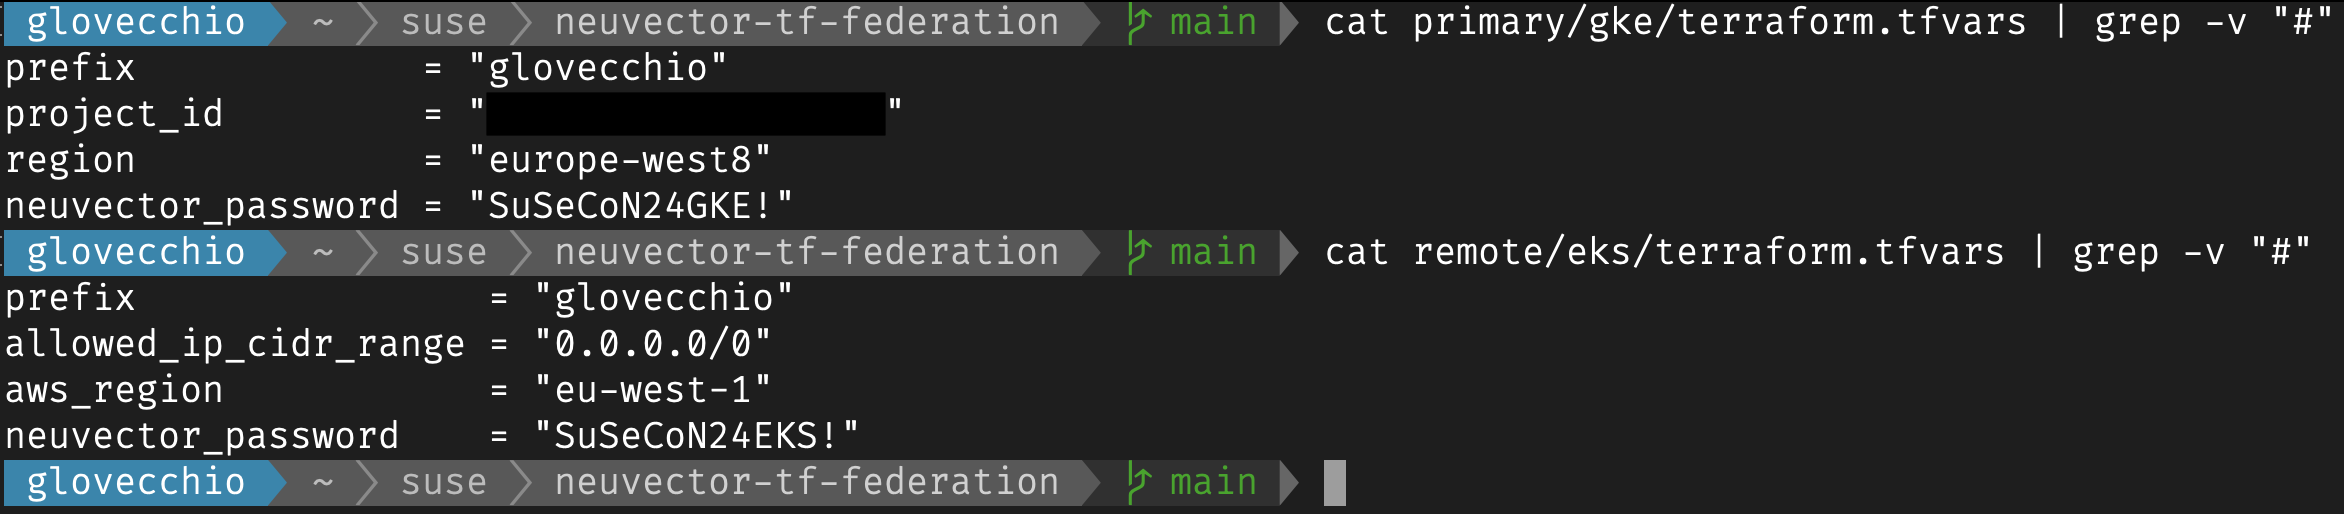 glovecchio ~ suse neuvector-tf-federation main cat primary/gke/terraform.tfvars | grep -v "#"
prefix = "glovecchio"
project_id = " "
region = "europe-west8"
neuvector_password = "SuSeCoN24GKE!"
glovecchio ~ suse neuvector-tf-federation main cat remote/eks/terraform.tfvars | grep -v "#"
prefix = "glovecchio"
allowed_ip_cidr_range = "0.0.0.0/0"
aws_region = "eu-west-1"
neuvector_password = "SuSeCoN24EKS!"
glovecchio ~ suse neuvector-tf-federation main